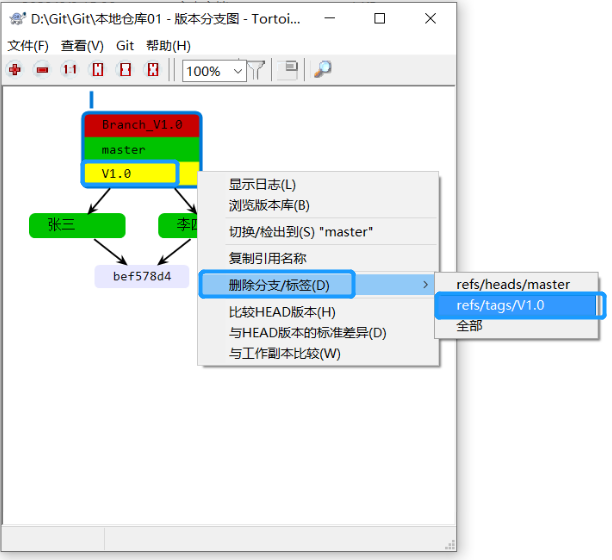 D:\Git\Git\本地仓库01 - 版本分支图 - Tortoi...
文件(F) 查看(V) Git 帮助(H)
1:1 100%
Branch_V1.0
master
V1.0
张三
李四
bef578d4
显示日志(L)
浏览版本库(B)
切换/检出到(S) "master"
复制引用名称
删除分支/标签(D)
比较HEAD版本(H)
与HEAD版本的标准差异(D)
与工作副本比较(W)
refs/heads/master
refs/tags/V1.0
全部